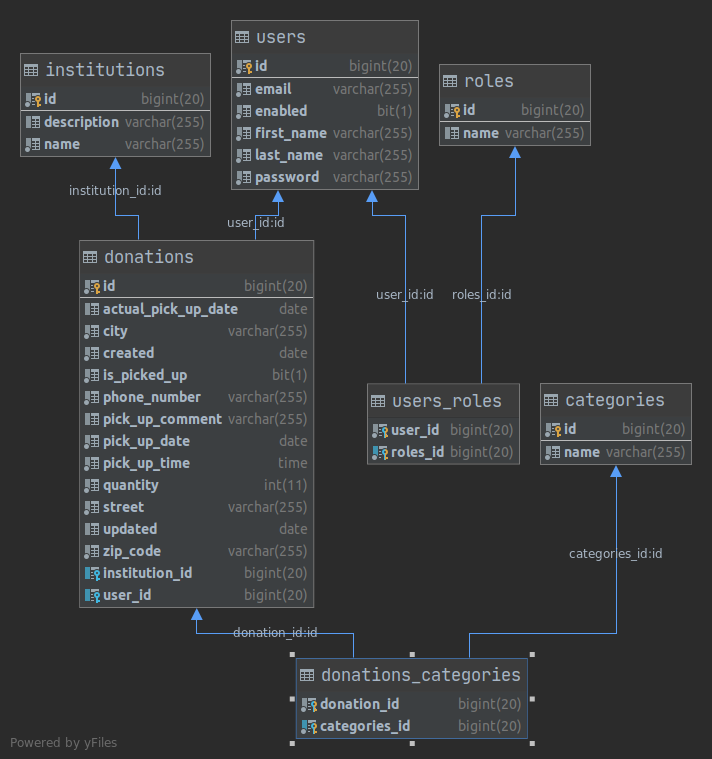 users
id bigint(20)
email varchar(255)
enabled bit(1)
first_name varchar(255)
last_name varchar(255)
password varchar(255)
institutions
id bigint(20)
description varchar(255)
name varchar(255)
roles
id bigint(20)
name varchar(255)
institution_id:id
user_id:id
donations
id bigint(20)
actual_pick_up_date date
city varchar(255)
created date
is_picked_up bit(1)
phone_number varchar(255)
pick_up_comment varchar(255)
pick_up_date date
pick_up_time time
quantity int(11)
street varchar(255)
updated date
zip_code varchar(255)
institution_id bigint(20)
user_id bigint(20)
user_id:id
roles_id:id
users_roles
user_id bigint(20)
roles_id bigint(20)
categories
id bigint(20)
name varchar(255)
categories_id:id
donation_id:id
donations_categories
donation_id bigint(20)
categories_id bigint(20)
Powered by yFiles